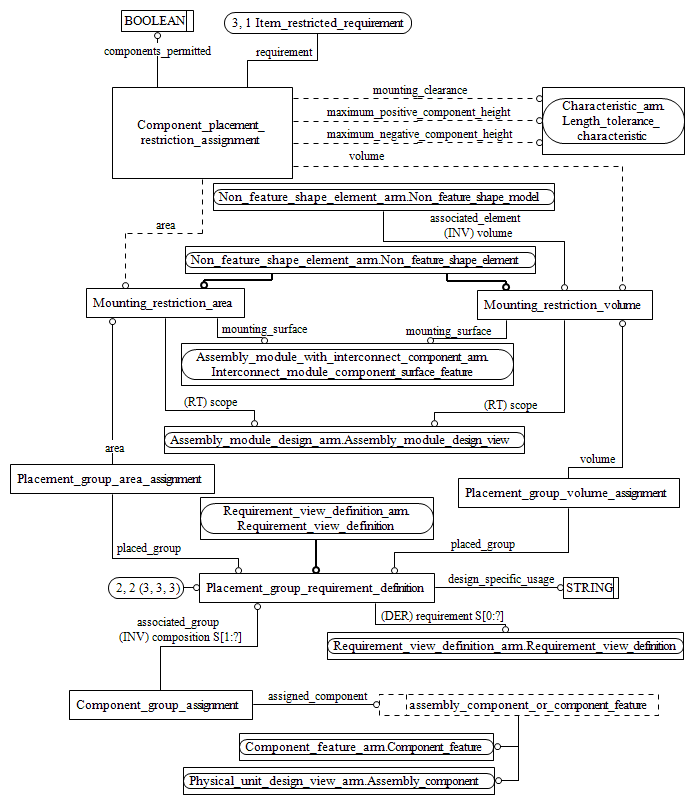 BOOLEAN
3, 1 Item_restricted_requirement
components_permitted
requirement
mounting_clearance
Component_placement_
restriction_assignment
maximum_positive_component_height
maximum_negative_component_height
volume
Characteristic_arm.
Length_tolerance_
characteristic
Non_feature_shape_element_arm.Non_feature_shape_model
area
associated_element
(INV) volume
Non_feature_shape_element_arm.Non_feature_shape_element
Mounting_restriction_area
Mounting_restriction_volume
mounting_surface
mounting_surface
Assembly_module_with_interconnect_component_arm.
Interconnect_module_component_surface_feature
(RT) scope
(RT) scope
Assembly_module_design_arm.Assembly_module_design_view
area
volume
Placement_group_area_assignment
Placement_group_volume_assignment
Requirement_view_definition_arm.
Requirement_view_definition
placed_group
placed_group
2, 2 (3, 3, 3)
Placement_group_requirement_definition
design_specific_usage
STRING
associated_group
(INV) composition S[1:?]
(DER) requirement S[0:?]
Requirement_view_definition_arm.Requirement_view_definition
Component_group_assignment
assigned_component
assembly_component_or_component_feature
Component_feature_arm.Component_feature
Physical_unit_design_view_arm.Assembly_component